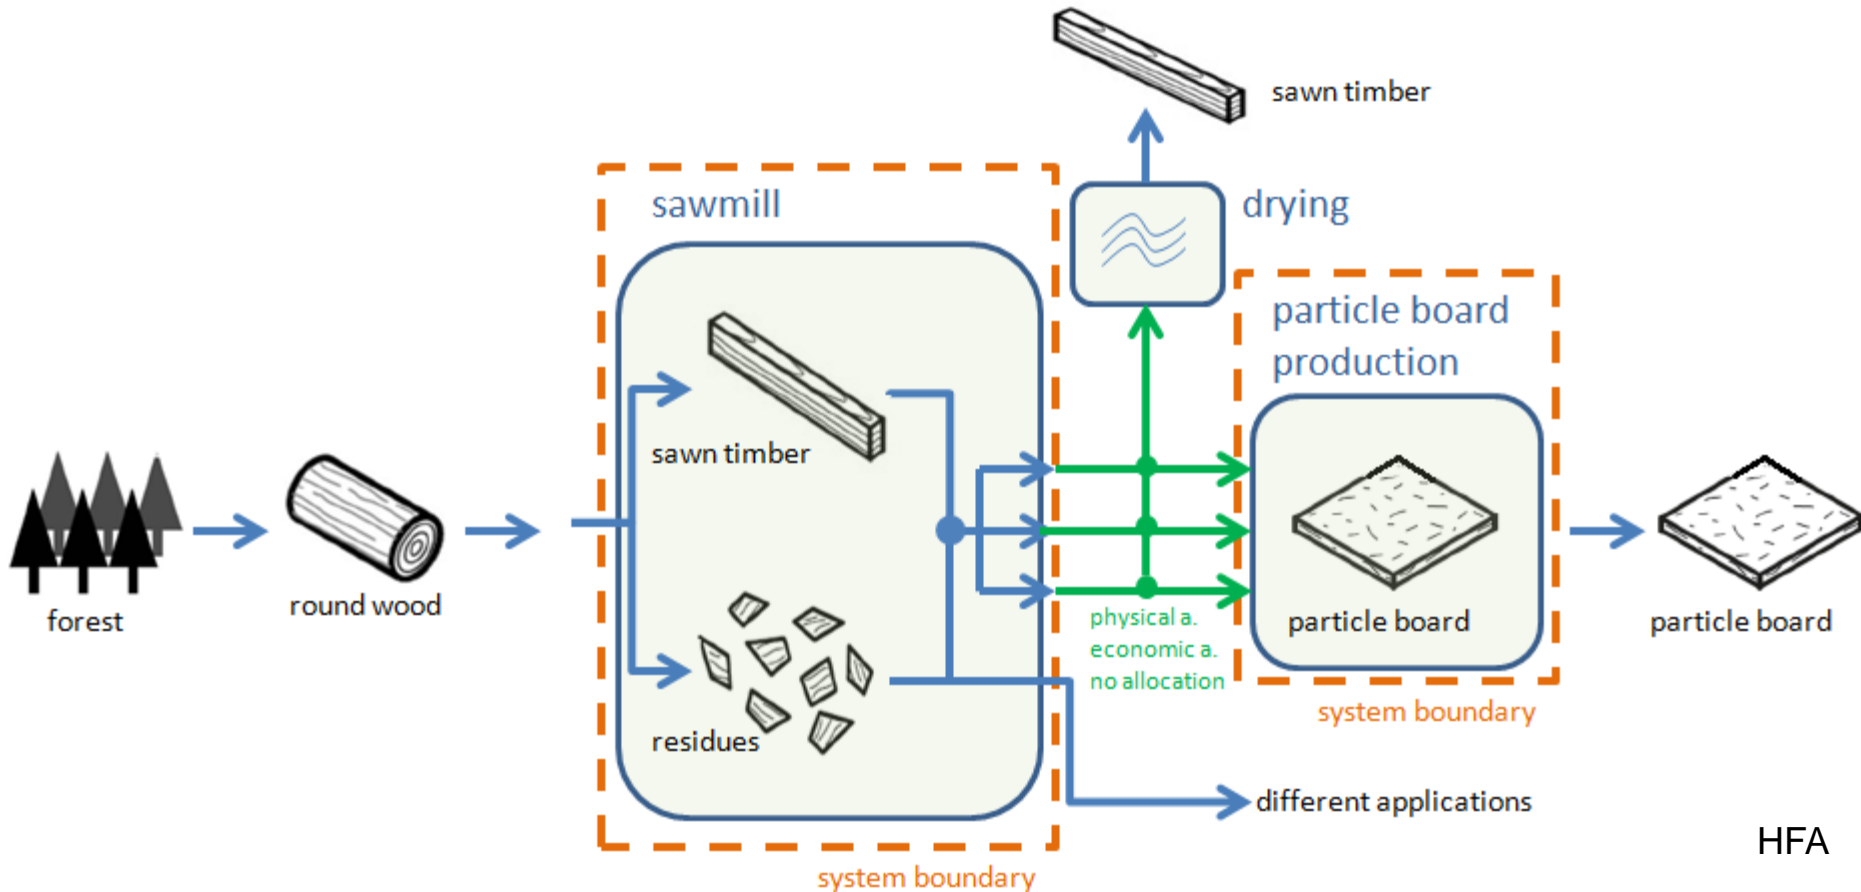 sawn timber
sawmill
drying
particle board
production
sawn timber
forest
round wood
physical a.
economic a.
no allocation
particle board
particle board
system boundary
residues
different applications
HFA
system boundary